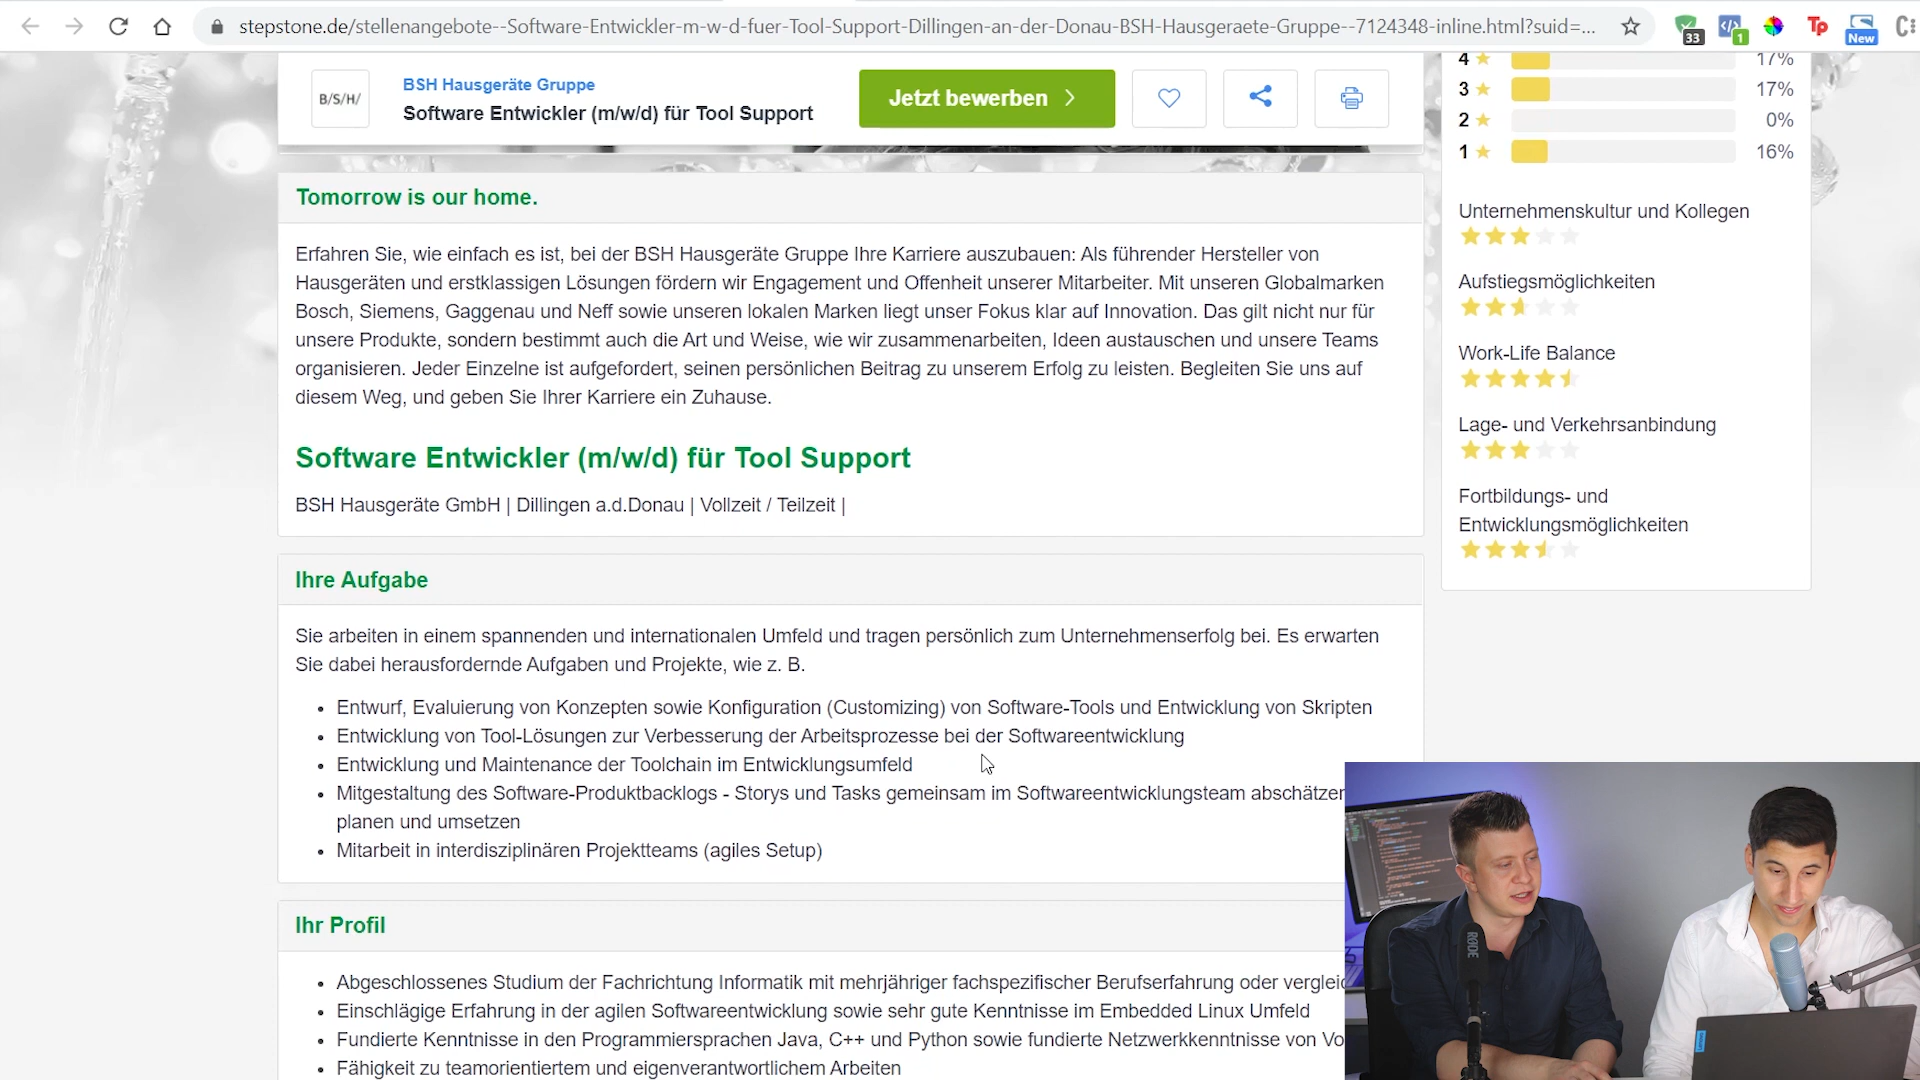 stepstone.de/stellenangebote--Software-Entwickler-m-w-d-fuer-Tool-Support-Dillingen-an-der-Donau-BSH-Hausgeraete-Gruppe--7124348-inline.html?suid=...
33
1
Tp
New
B/S/H/
BSH Hausgeräte Gruppe
Software Entwickler (m/w/d) für Tool Support
Jetzt bewerben
Tomorrow is our home.
Erfahren Sie, wie einfach es ist, bei der BSH Hausgeräte Gruppe Ihre Karriere auszubauen: Als führender Hersteller von
Hausgeräten und erstklassigen Lösungen fördern wir Engagement und Offenheit unserer Mitarbeiter. Mit unseren Globalmarken
Bosch, Siemens, Gaggenau und Neff sowie unseren lokalen Marken liegt unser Fokus klar auf Innovation. Das gilt nicht nur für
unsere Produkte, sondern bestimmt auch die Art und Weise, wie wir zusammenarbeiten, Ideen austauschen und unsere Teams
organisieren. Jeder Einzelne ist aufgefordert, seinen persönlichen Beitrag zu unserem Erfolg zu leisten. Begleiten Sie uns auf
diesem Weg, und geben Sie Ihrer Karriere ein Zuhause.
Software Entwickler (m/w/d) für Tool Support
BSH Hausgeräte GmbH | Dillingen a.d.Donau | Vollzeit / Teilzeit |
Ihre Aufgabe
Sie arbeiten in einem spannenden und internationalen Umfeld und tragen persönlich zum Unternehmenserfolg bei. Es erwarten
Sie dabei herausfordernde Aufgaben und Projekte, wie z. B.
• Entwurf, Evaluierung von Konzepten sowie Konfiguration (Customizing) von Software-Tools und Entwicklung von Skripten
• Entwicklung von Tool-Lösungen zur Verbesserung der Arbeitsprozesse bei der Softwareentwicklung
• Entwicklung und Maintenance der Toolchain im Entwicklungsumfeld
• Mitgestaltung des Software-Produktbacklogs - Storys und Tasks gemeinsam im Softwareentwicklungsteam abschätzen
planen und umsetzen
• Mitarbeit in interdisziplinären Projektteams (agiles Setup)
Ihr Profil
• Abgeschlossenes Studium der Fachrichtung Informatik mit mehrjähriger fachspezifischer Berufserfahrung oder
• Einschlägige Erfahrung in der agilen Softwareentwicklung sowie sehr gute Kenntnisse im Embedded Linux Umfeld
• Fundierte Kenntnisse in den Programmiersprachen Java, C++ und Python sowie fundierte Netzwerkkenntnisse von
• Fähigkeit zu teamorientiertem und eigenverantwortlichem Arbeiten
4 17%
3 17%
2 0%
1 16%
Unternehmenskultur und Kollegen
Aufstiegsmöglichkeiten
Work-Life Balance
Lage- und Verkehrsanbindung
Fortbildungs- und
Entwicklungsmöglichkeiten
RØDE